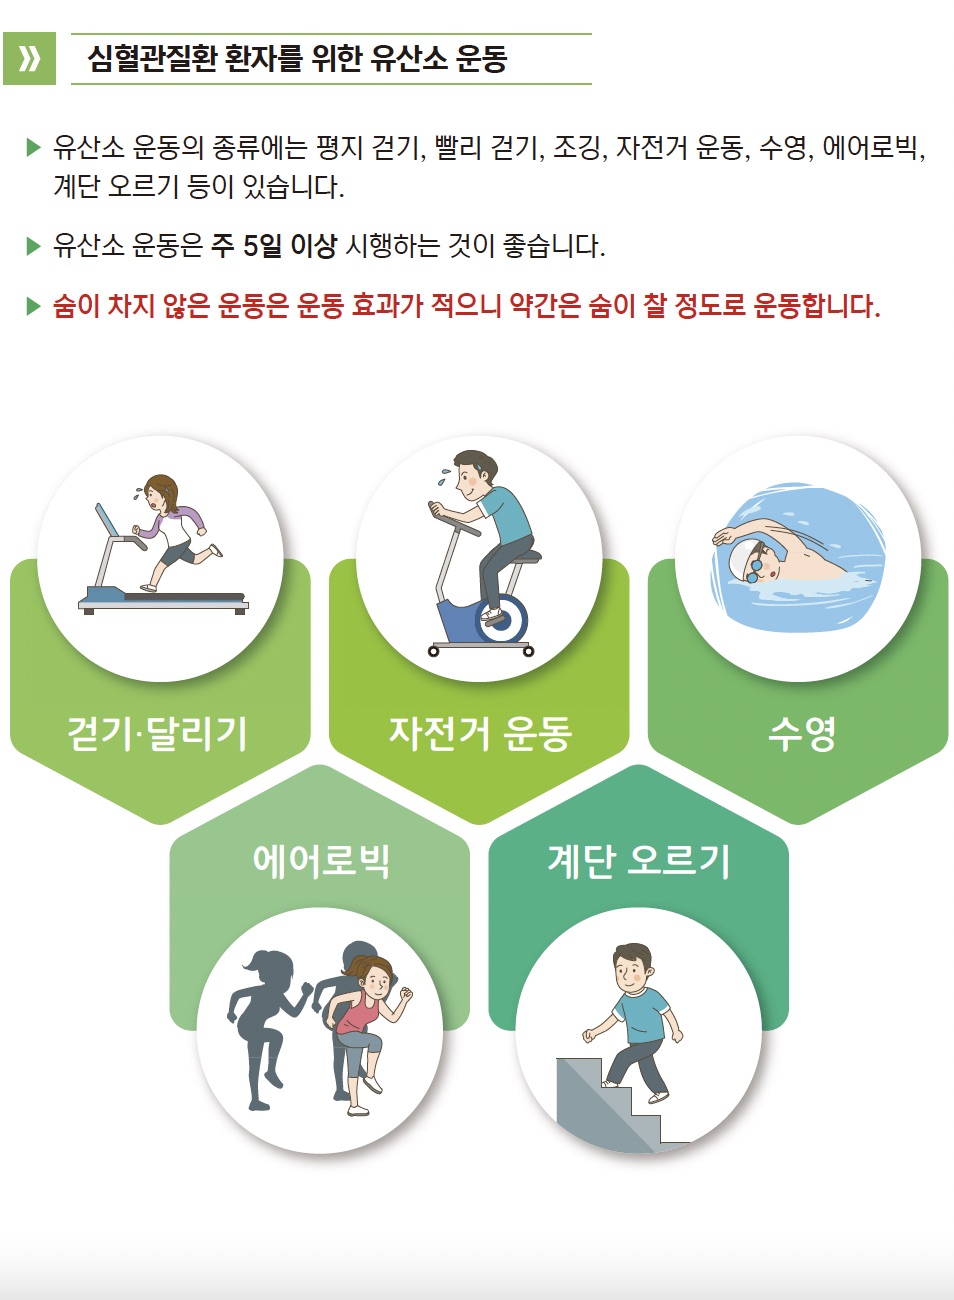 심혈관질환 환자를 위한 유산소 운동
유산소 운동의 종류에는 평지 걷기, 빨리 걷기, 조깅, 자전거 운동, 수영, 에어로빅,
계단 오르기 등이 있습니다.
유산소 운동은 주 5일 이상 시행하는 것이 좋습니다.
숨이 차지 않은 운동은 운동 효과가 적으니 약간은 숨이 찰 정도로 운동합니다.
걷기·달리기
자전거 운동
수영
에어로빅
계단 오르기